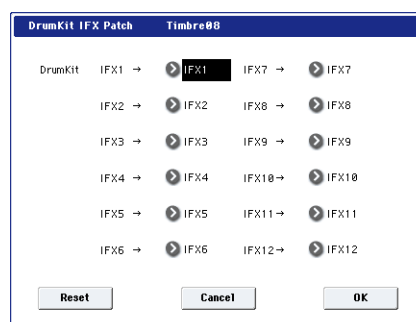 DrumKit IFX Patch Timbre08
DrumKit IFX1 → IFX1 IFX7 → IFX7
IFX2 → IFX2 IFX8 → IFX8
IFX3 → IFX3 IFX9 → IFX9
IFX4 → IFX4 IFX10→ IFX10
IFX5 → IFX5 IFX11→ IFX11
IFX6 → IFX6 IFX12→ IFX12
Reset Cancel OK